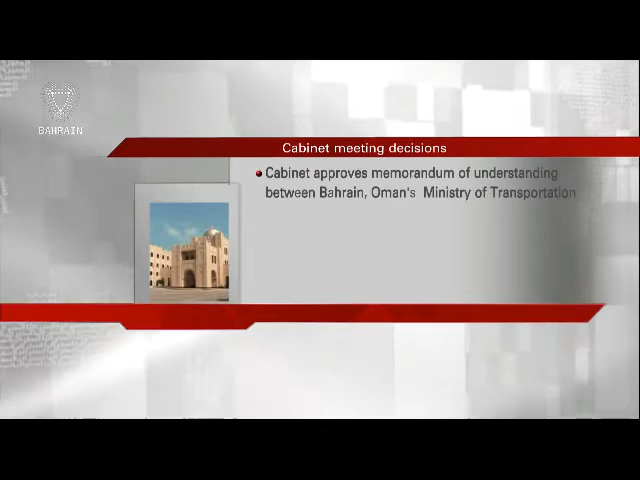 BAHRAIN
Cabinet meeting decisions
Cabinet approves memorandum of understanding
between Bahrain, Oman's Ministry of Transportation